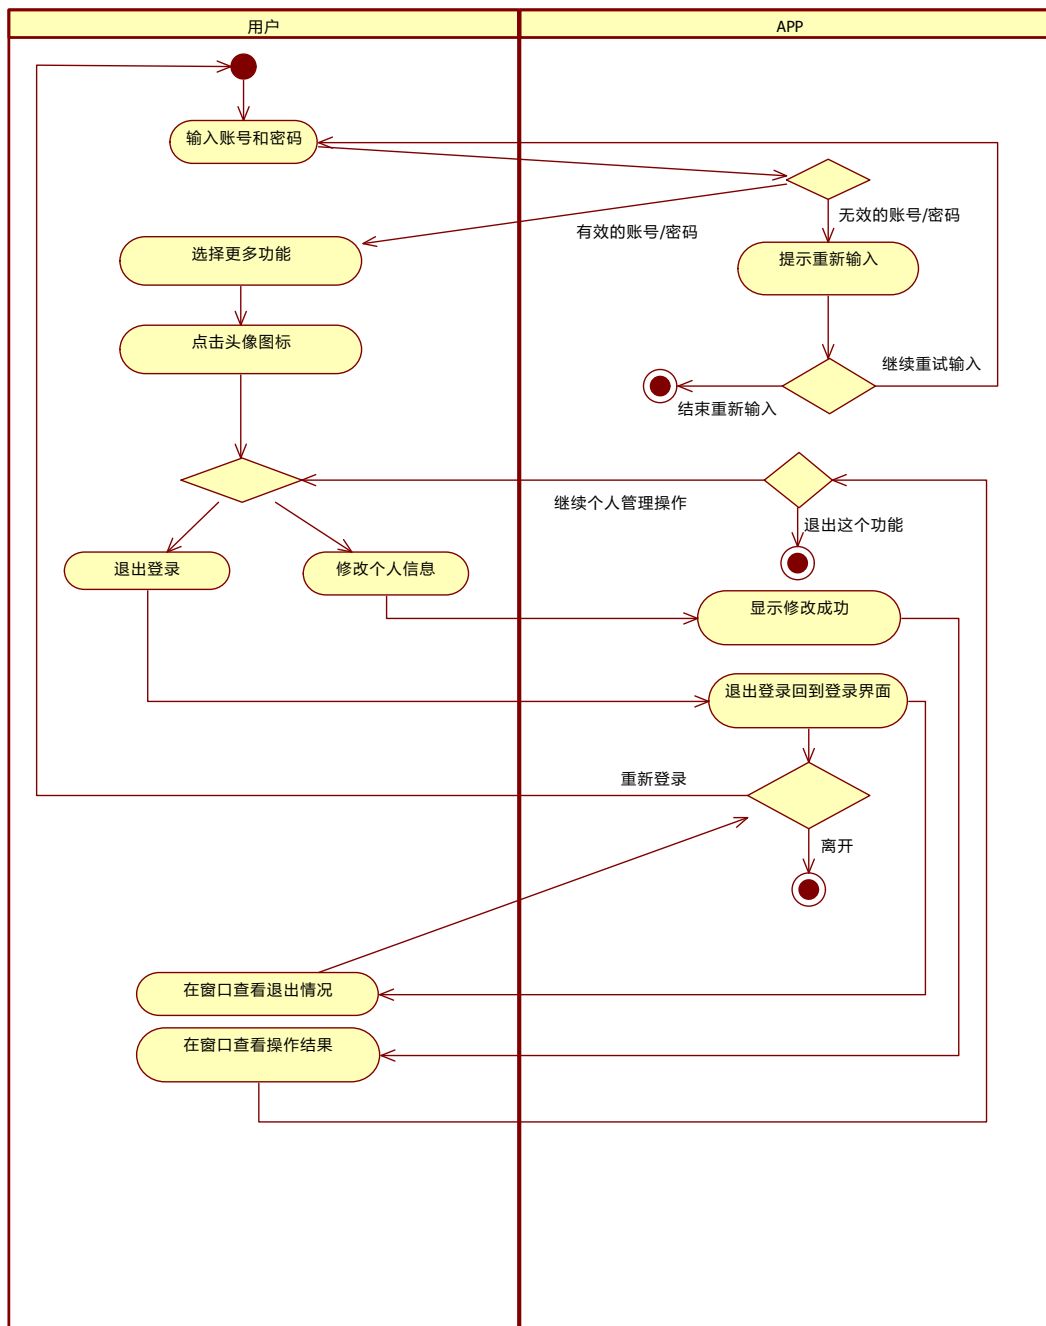 用户
APP
输入账号和密码
无效的账号/密码
有效的账号/密码
选择更多功能
提示重新输入
点击头像图标
继续重试输入
结束重新输入
继续个人管理操作
退出这个功能
退出登录
修改个人信息
显示修改成功
退出登录回到登录界面
重新登录
离开
在窗口查看退出情况
在窗口查看操作结果